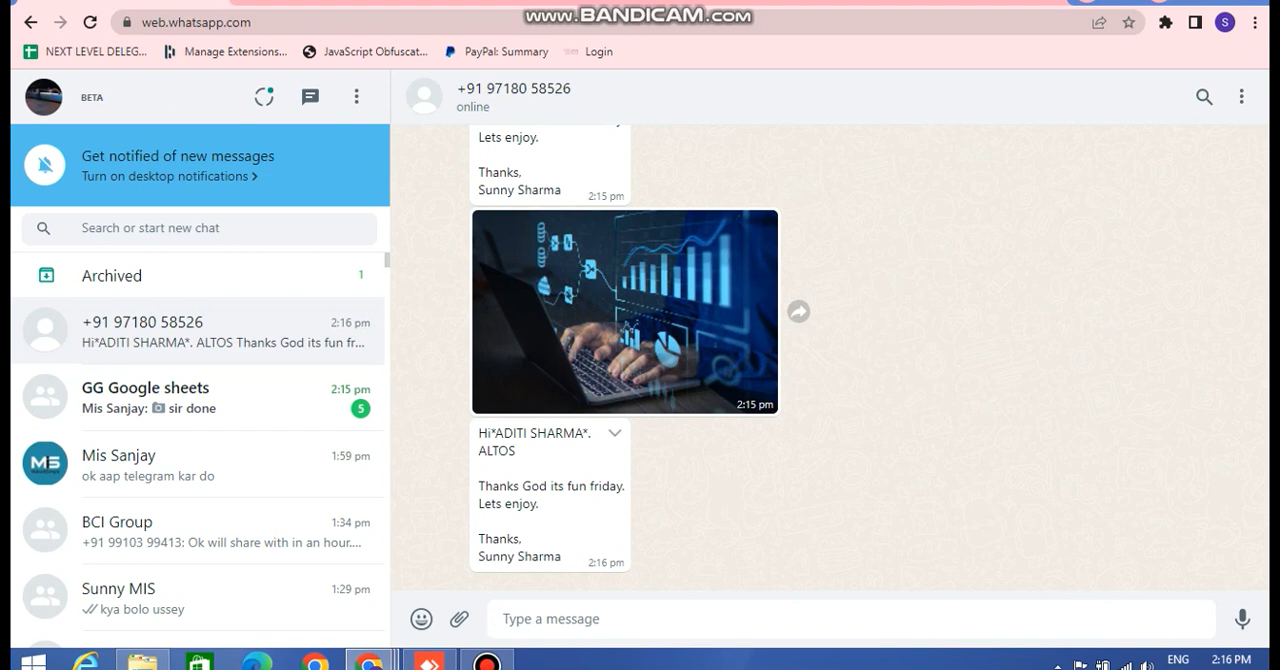 www.BANDICAM.com
web.whatsapp.com
S
NEXT LEVEL DELEG...
Manage Extensions...
JavaScript Obfuscat...
PayPal: Summary
Login
BETA
Get notified of new messages
Turn on desktop notifications >
Search or start new chat
Archived 1
+91 97180 58526 2:16 pm
Hi*ADITI SHARMA*. ALTOS Thanks God its fun fr...
GG Google sheets 2:15 pm
Mis Sanjay: sir done 5
MS
Mis Sanjay 1:59 pm
ok aap telegram kar do
BCI Group 1:34 pm
+91 99103 99413: Ok will share with in an hour....
Sunny MIS 1:29 pm
kya bolo ussey
+91 97180 58526
online
Lets enjoy.
Thanks,
Sunny Sharma
2:15 pm
2:15 pm
Hi*ADITI SHARMA*.
ALTOS
Thanks God its fun friday.
Lets enjoy.
Thanks,
Sunny Sharma
2:16 pm
Type a message
ENG 2:16 PM